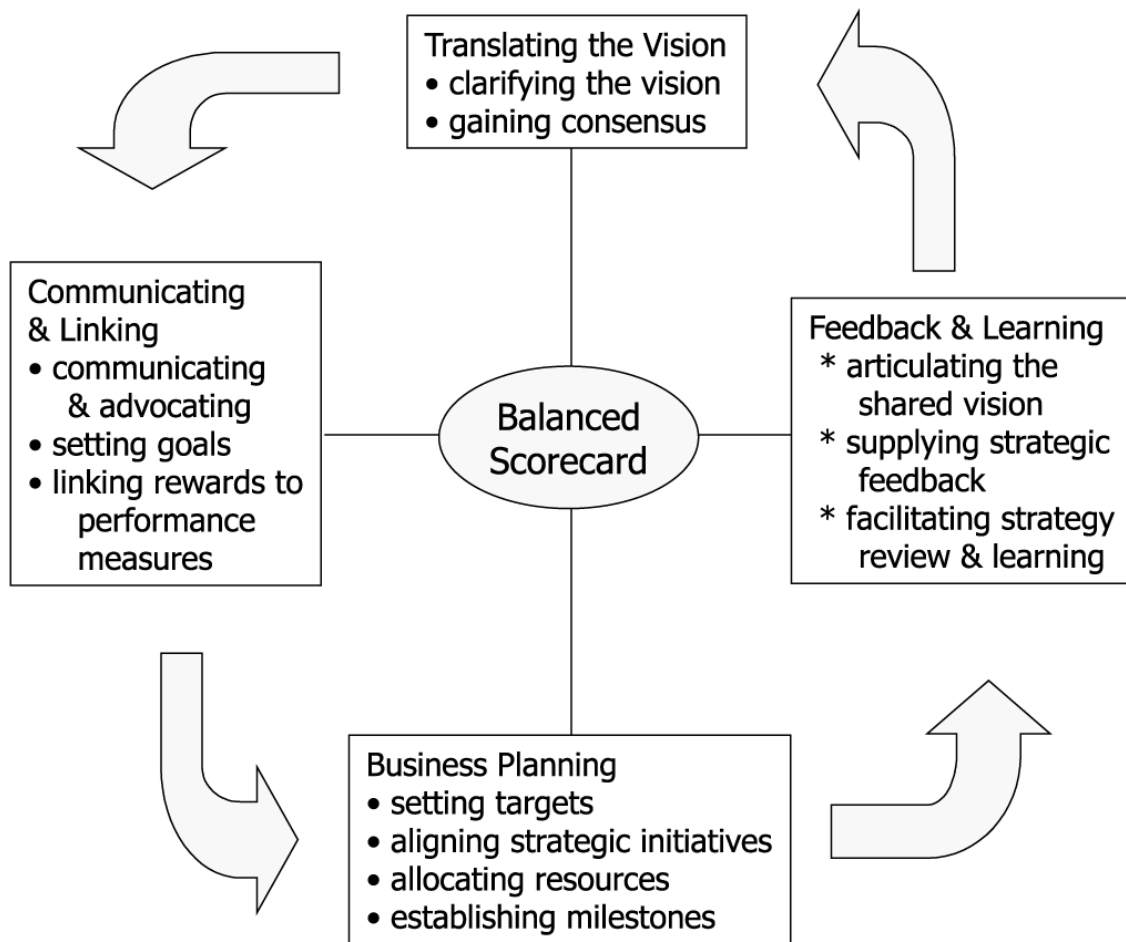 Translating the Vision
• clarifying the vision
• gaining consensus
Communicating
& Linking
• communicating
& advocating
• setting goals
• linking rewards to
performance
measures
Balanced
Scorecard
Feedback & Learning
* articulating the
shared vision
* supplying strategic
feedback
* facilitating strategy
review & learning
Business Planning
• setting targets
• aligning strategic initiatives
• allocating resources
• establishing milestones